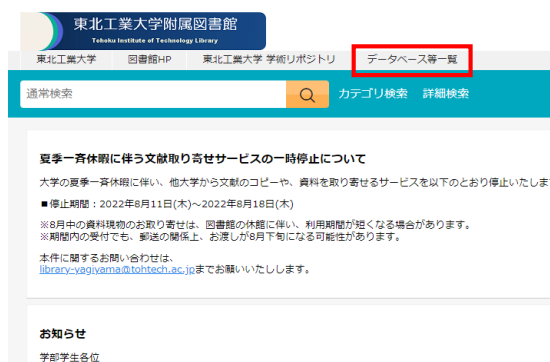 東北工業大学附属図書館
Tohoku Institute of Technology Library
東北工業大学 図書館HP 東北工業大学 学術リポジトリ データベース等一覧
通常検索 カテゴリ検索 詳細検索
夏季一斉休暇に伴う文献取り寄せサービスの一時停止について
大学の夏季一斉休暇に伴い、他大学から文献のコピーや、資料を取り寄せるサービスを以下のとおり停止いたしま
■停止期間：2022年8月11日(木)～2022年8月18日(木)
※8月中の資料現物のお取り寄せは、図書館の休館に伴い、利用期間が短くなる場合があります。
※期間内の受付でも、郵送の関係上、お渡しが8月下旬になる可能性があります。
本件に関するお問い合わせは、
library-yagiyama@tohtech.ac.jpまでお願いいたしします。
お知らせ
学部学生各位